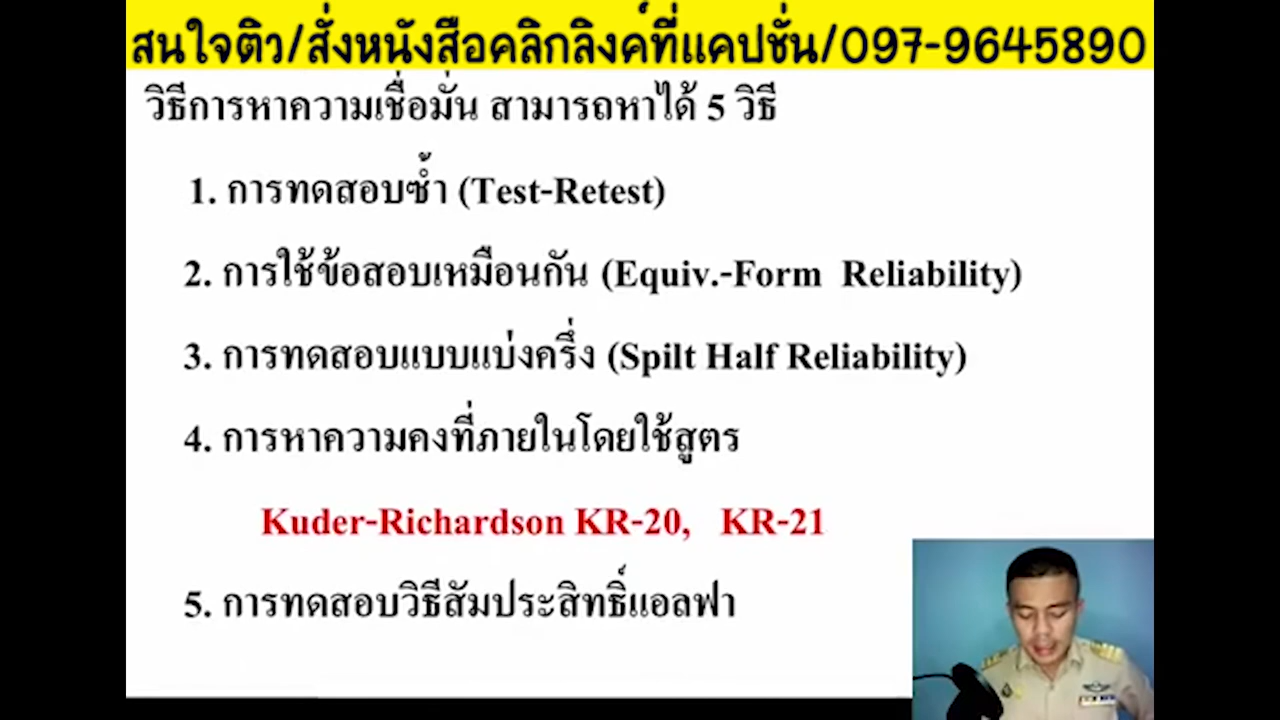 สนใจติว/สั่งหนังสือคลิกลิงค์ที่แคปชั่น/097-9645890
วิธีการหาความเชื่อมั่น สามารถหาได้ 5 วิธี
1. การทดสอบซ้ำ (Test-Retest)
2. การใช้ข้อสอบเหมือนกัน (Equiv.-Form Reliability)
3. การทดสอบแบบแบ่งครึ่ง (Spilt Half Reliability)
4. การหาความคงที่ภายในโดยใช้สูตร
Kuder-Richardson KR-20, KR-21
5. การทดสอบวิธีสัมประสิทธิ์แอลฟา